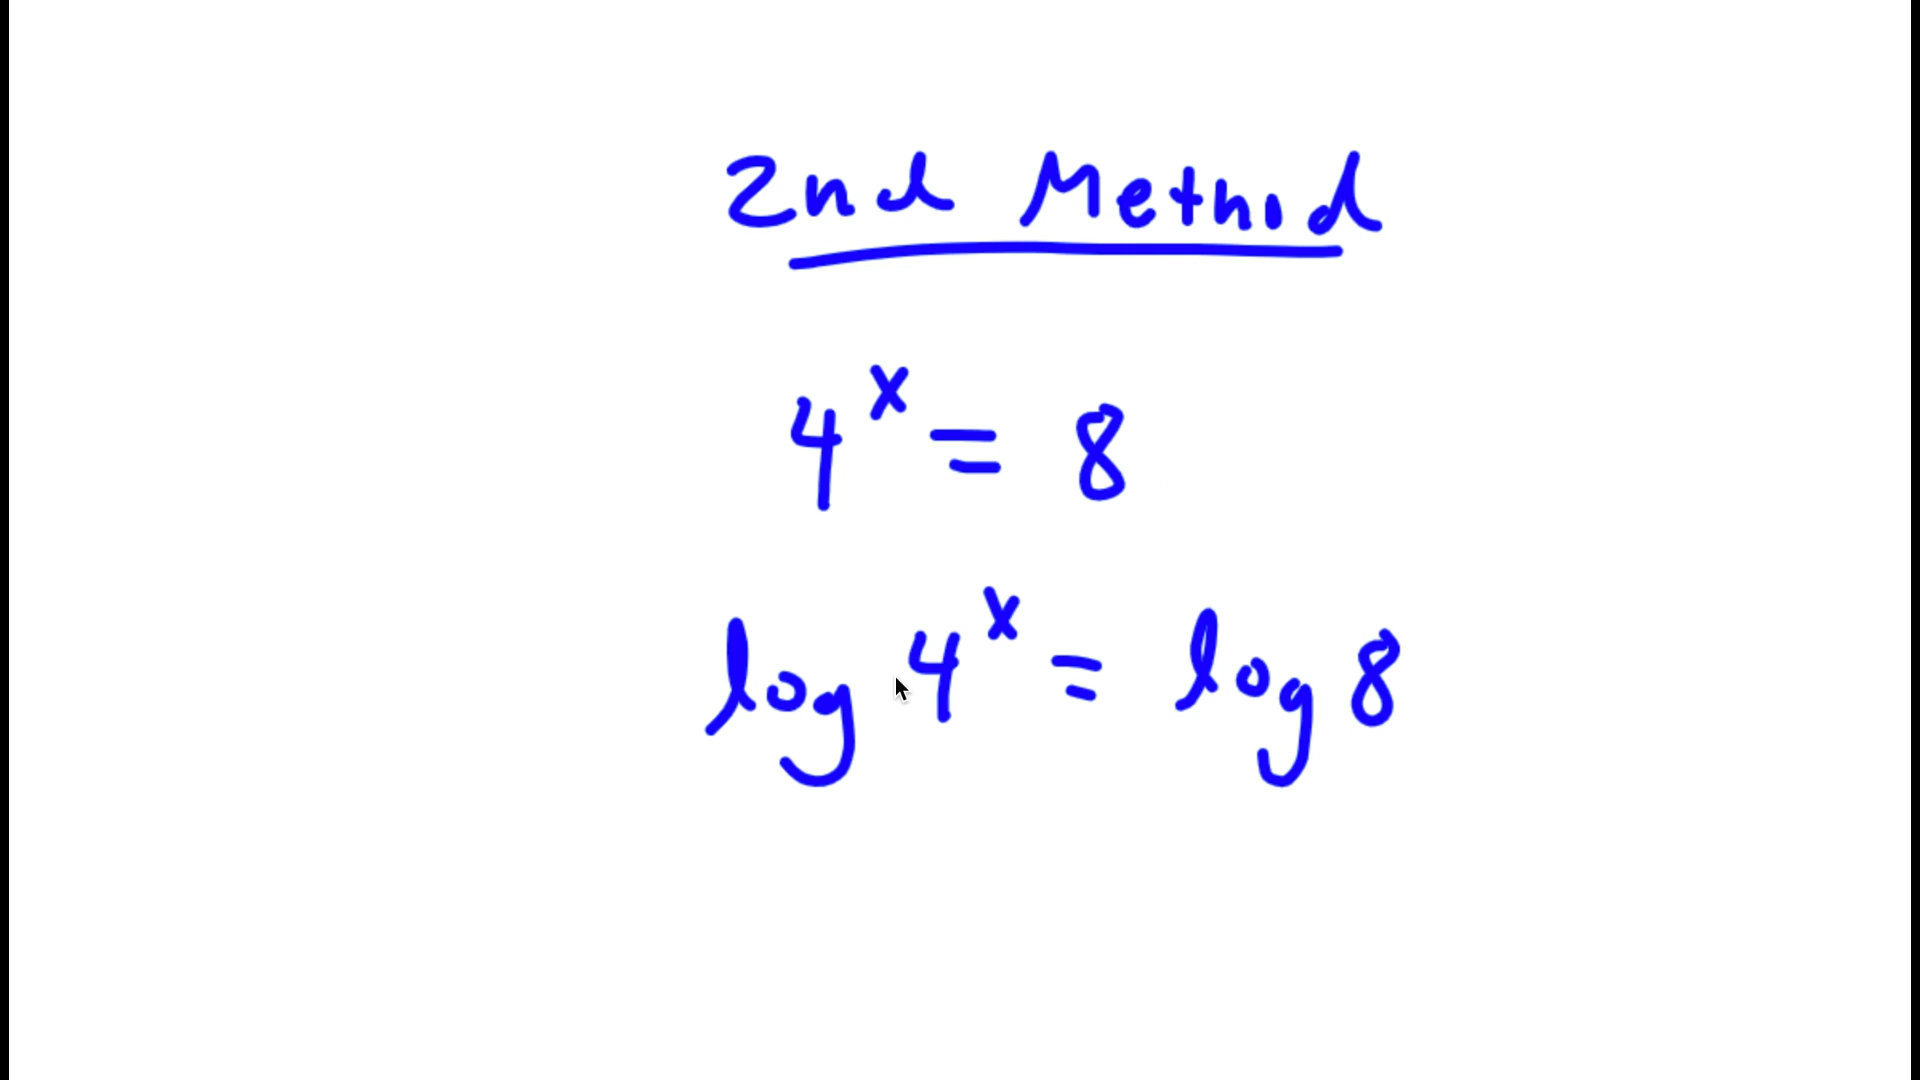 2nd Method
4^x = 8
log 4^x = log 8